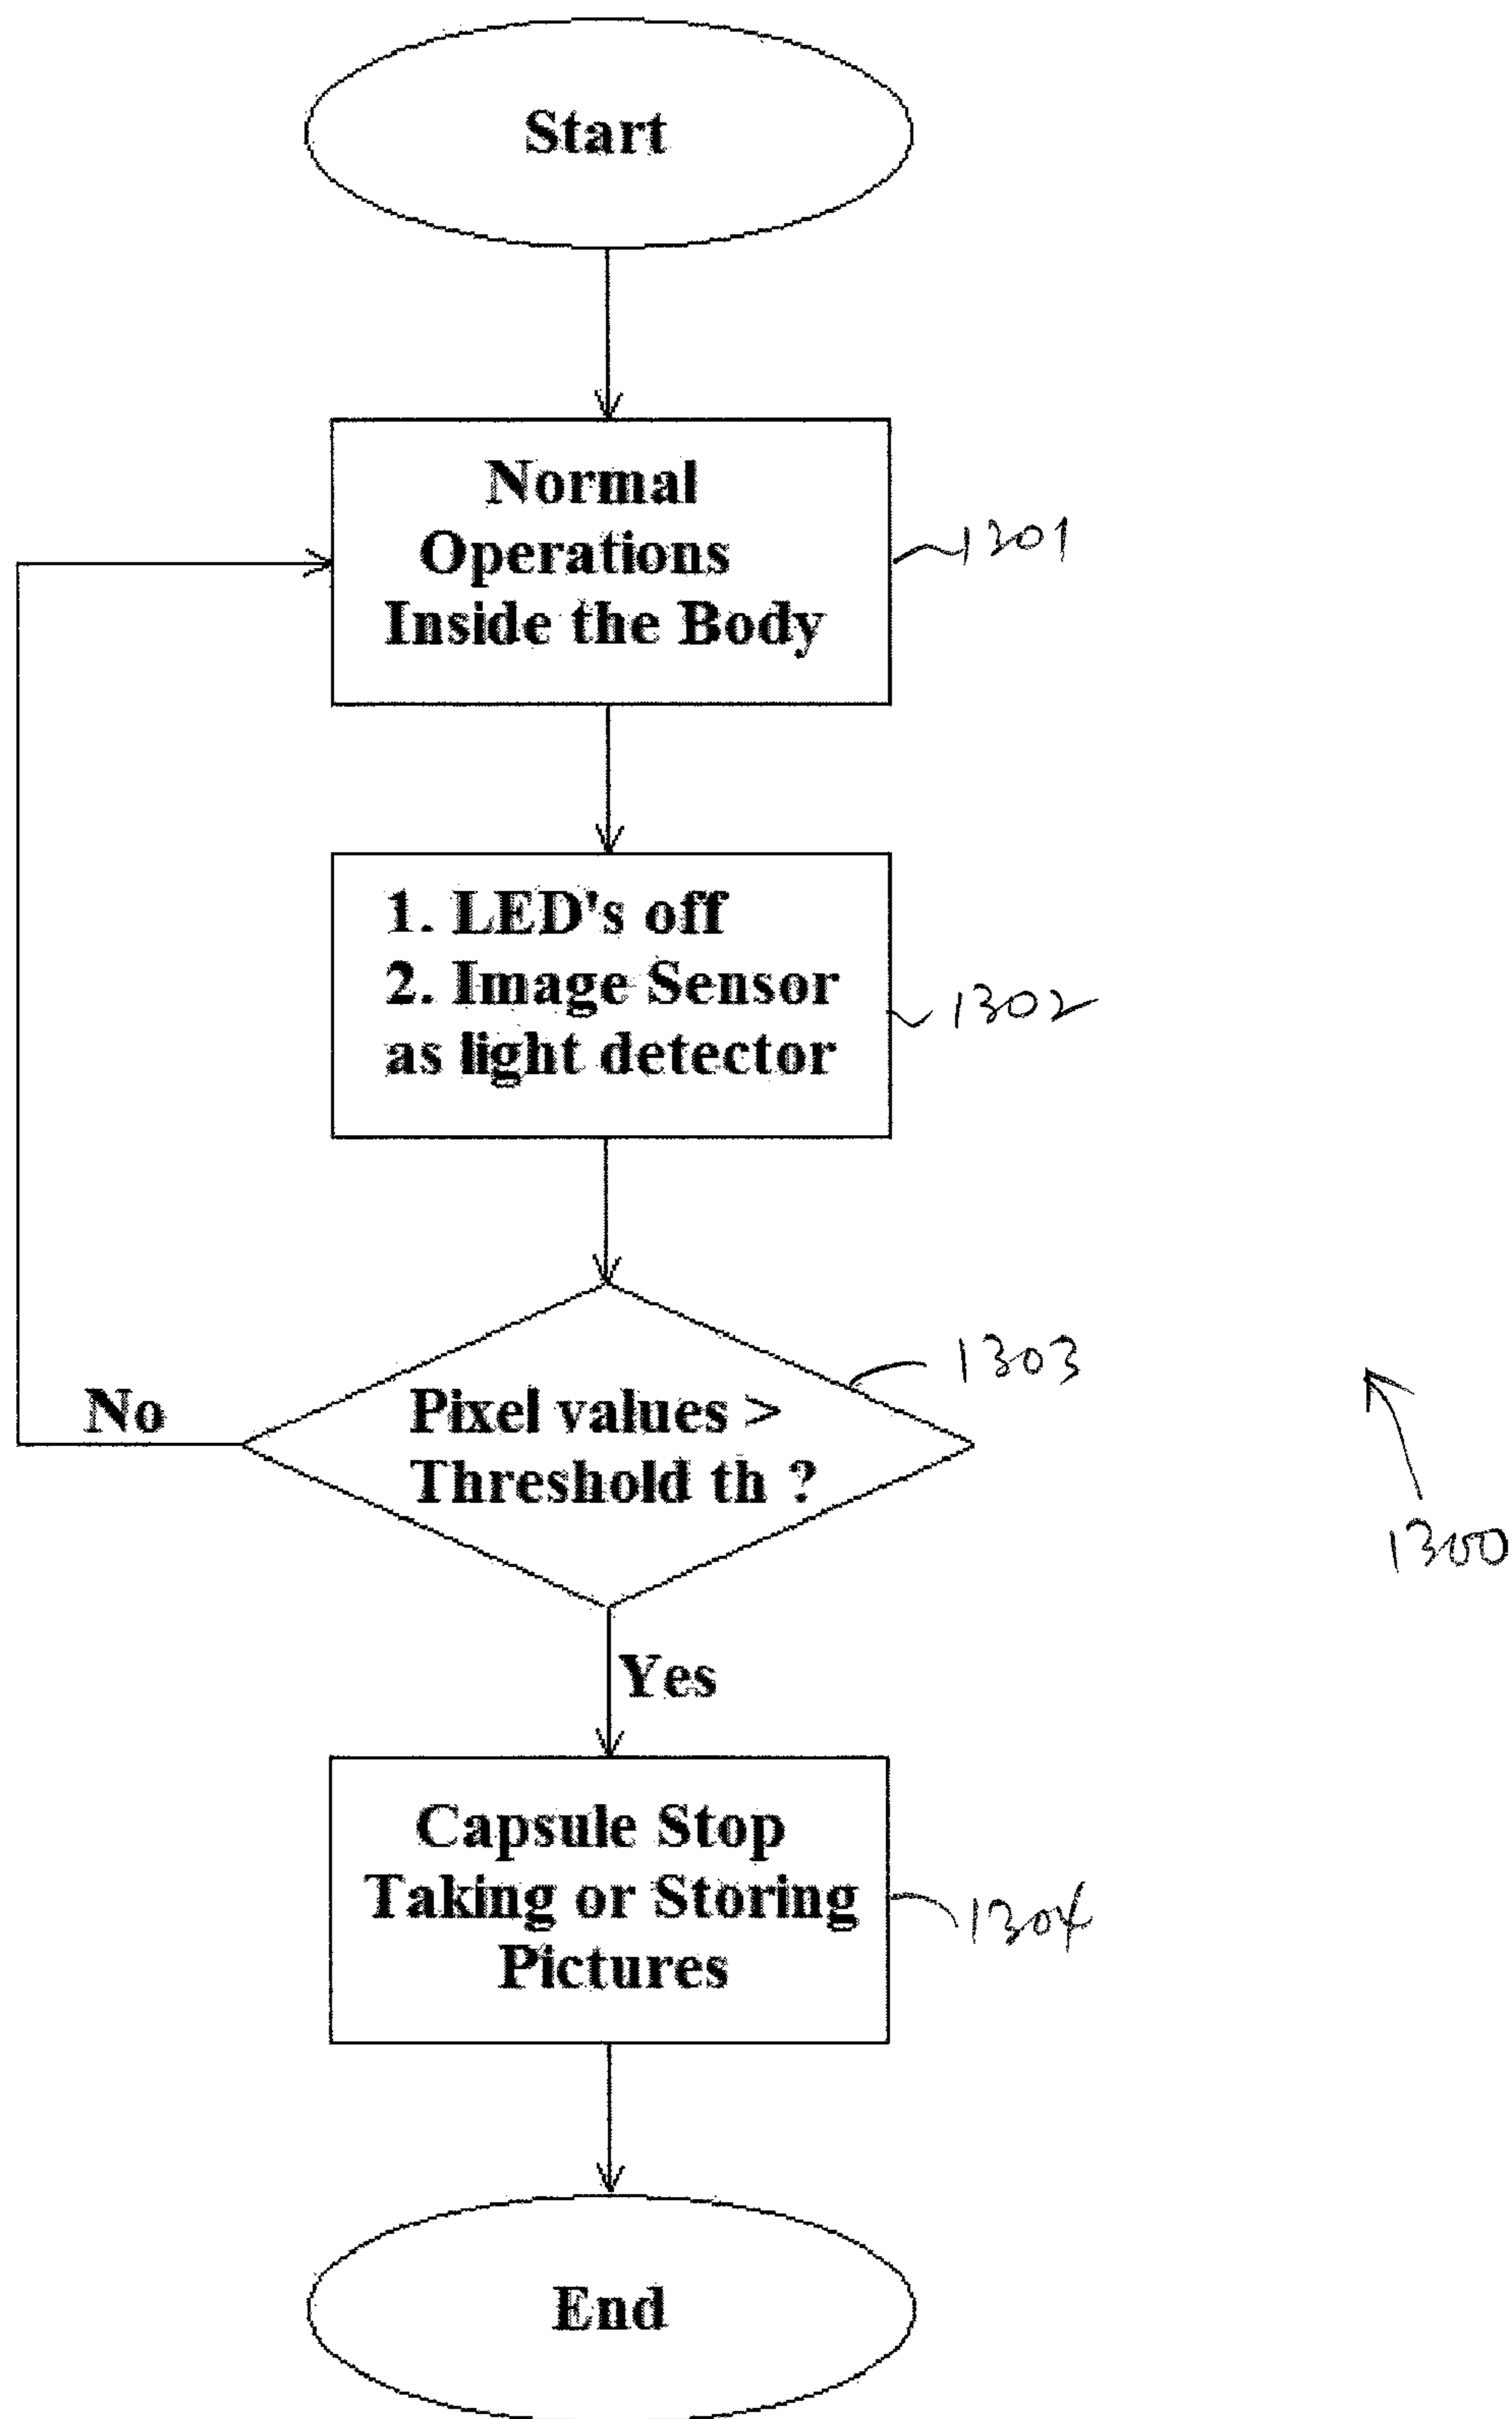 Start
Normal
Operations
Inside the Body
1301
1. LED's off
2. Image Sensor
as light detector
1302
1303
Pixel values >
Threshold th ?
No
1300
Yes
Capsule Stop
Taking or Storing
Pictures
1304
End